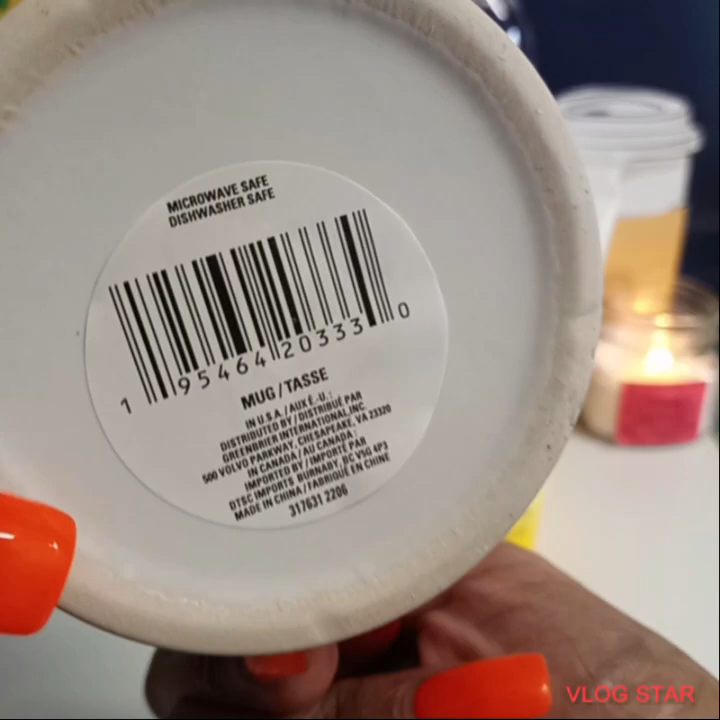 MICROWAVE SAFE
DISHWASHER SAFE
1 95464 20333 0
MUG/TASSE
IN U.S.A. / AUX É.-U.:
DISTRIBUTED BY / DISTRIBUÉ PAR
GREENBRIER INTERNATIONAL, INC.
500 VOLVO PARKWAY, CHESAPEAKE, VA 23320
IN CANADA / AU CANADA:
IMPORTED BY / IMPORTÉ PAR
DTSC IMPORTS BURNABY, BC V5G 4P3
MADE IN CHINA / FABRIQUÉ EN CHINE
317631 2206
VLOG STAR